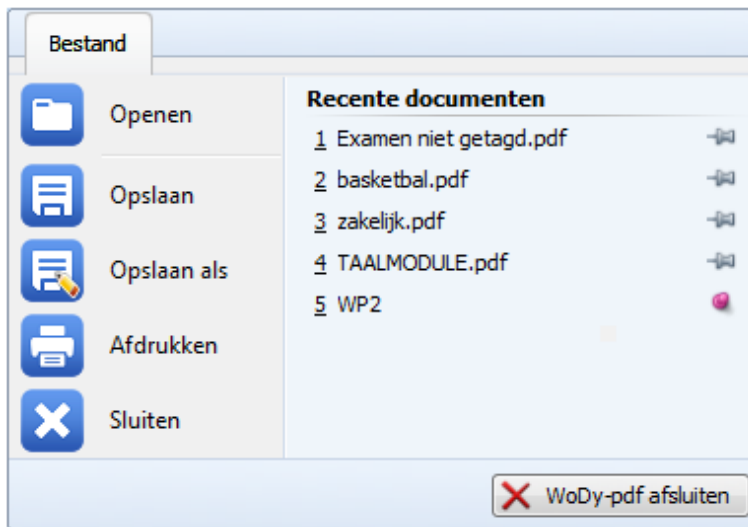 Bestand
Openen
Opslaan
Opslaan als
Afdrukken
Sluiten
Recente documenten
1 Examen niet getagd.pdf
2 basketbal.pdf
3 zakelijk.pdf
4 TAALMODULE.pdf
5 WP2
WoDy-pdf afsluiten